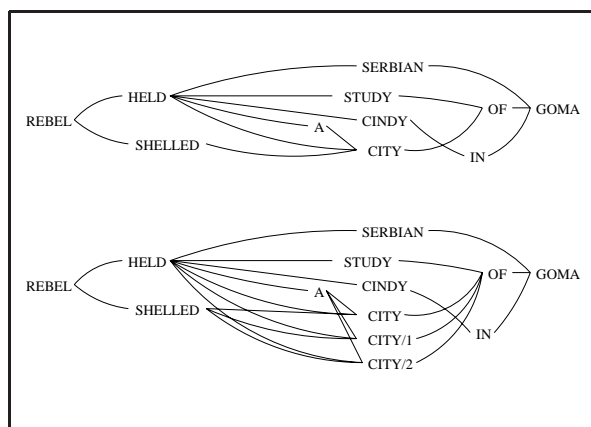 SERBIAN
HELD STUDY OF GOMA
REBEL A CINDY
SHELLED CITY IN
SERBIAN
HELD STUDY OF GOMA
REBEL A CINDY
SHELLED CITY
CITY/1 IN
CITY/2